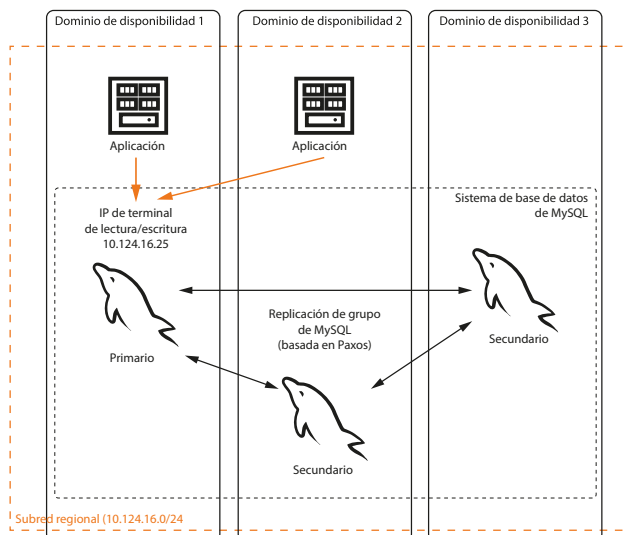 Dominio de disponibilidad 1
Dominio de disponibilidad 2
Dominio de disponibilidad 3
Aplicación
Aplicación
IP de terminal
de lectura/escritura
10.124.16.25
Sistema de base de datos
de MySQL
Primario
Replicación de grupo
de MySQL
(basada en Paxos)
Secundario
Secundario
Subred regional (10.124.16.0/24